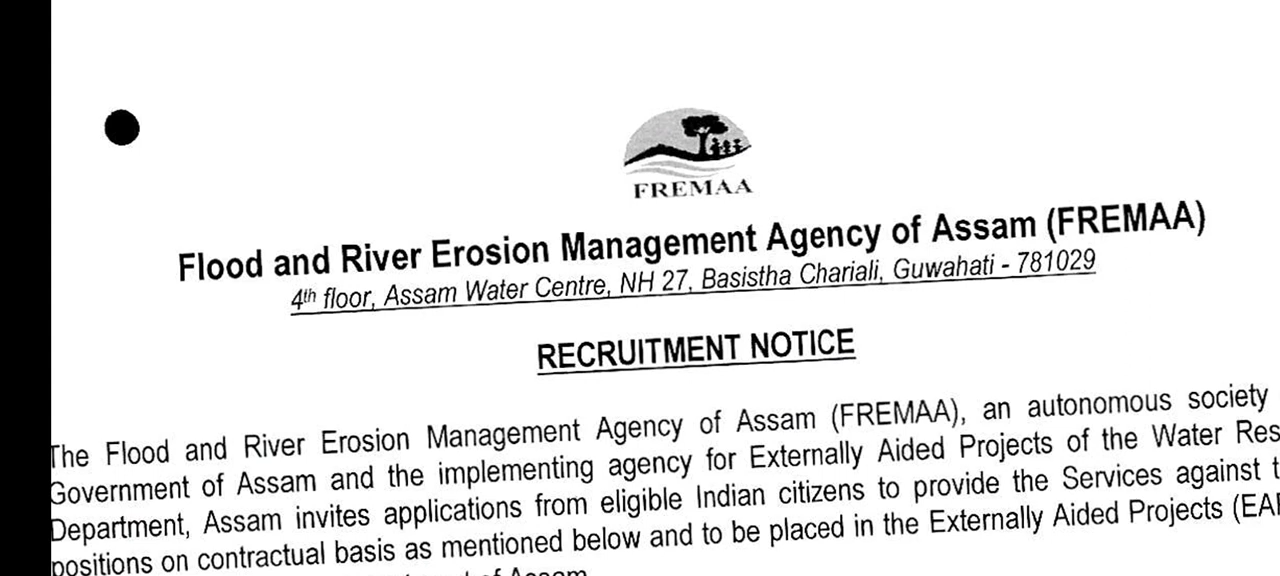 FREMAA
Flood and River Erosion Management Agency of Assam (FREMAA)
4th floor, Assam Water Centre, NH 27, Basistha Chariali, Guwahati - 781029
RECRUITMENT NOTICE
The Flood and River Erosion Management Agency of Assam (FREMAA), an autonomous society
Government of Assam and the implementing agency for Externally Aided Projects of the Water Res
Department, Assam invites applications from eligible Indian citizens to provide the Services against t
positions on contractual basis as mentioned below and to be placed in the Externally Aided Projects (EA
of Assam